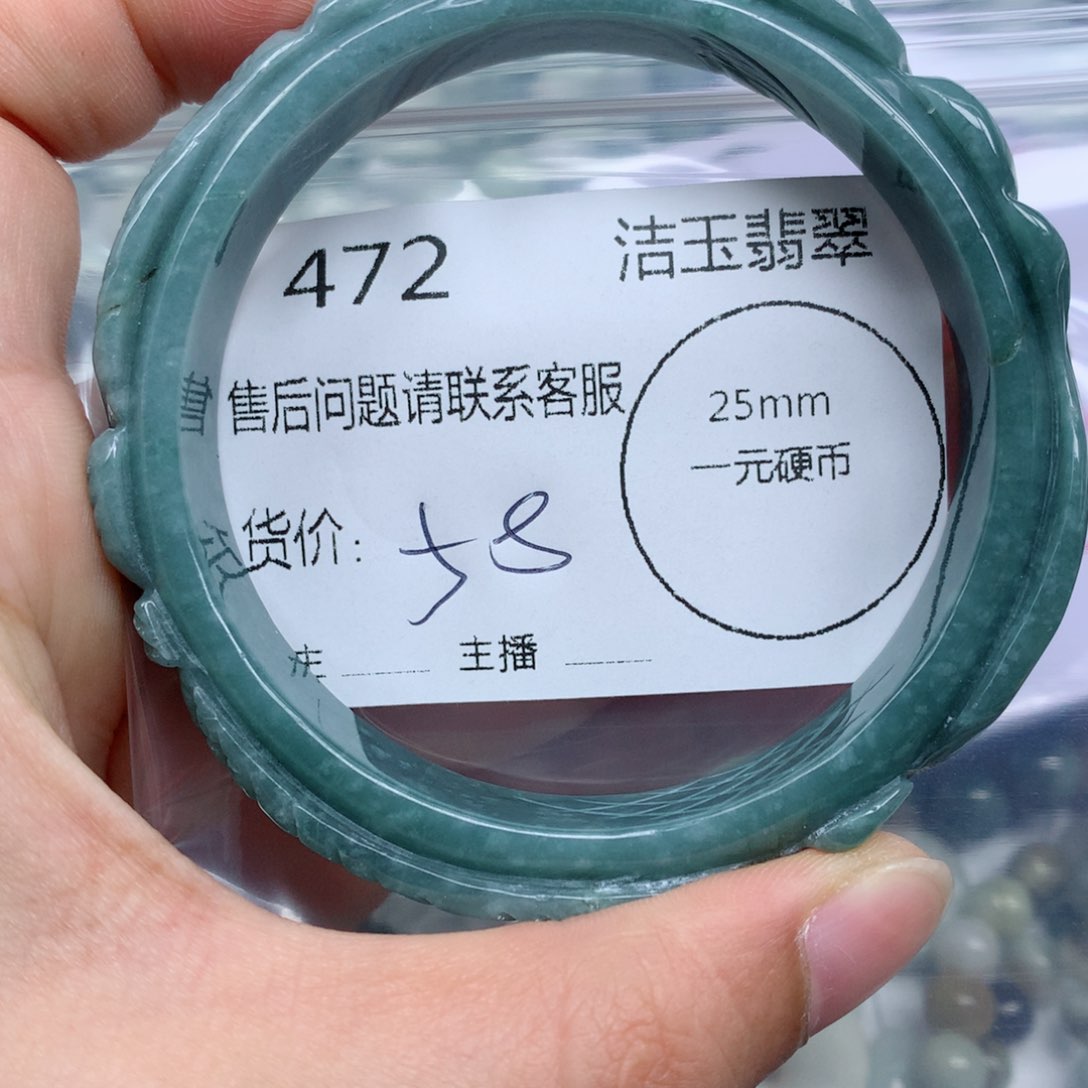 472
洁玉翡翠
售后问题请联系客服
25mm
一元硬币
货价: 58
主播